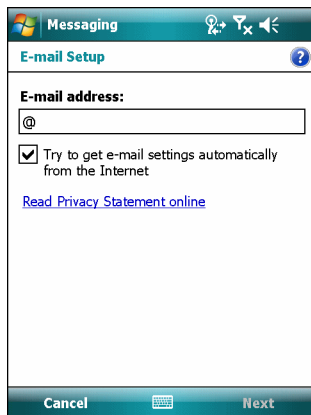 Messaging
E-mail Setup
E-mail address:
@
Try to get e-mail settings automatically
from the Internet
Read Privacy Statement online
Cancel Next